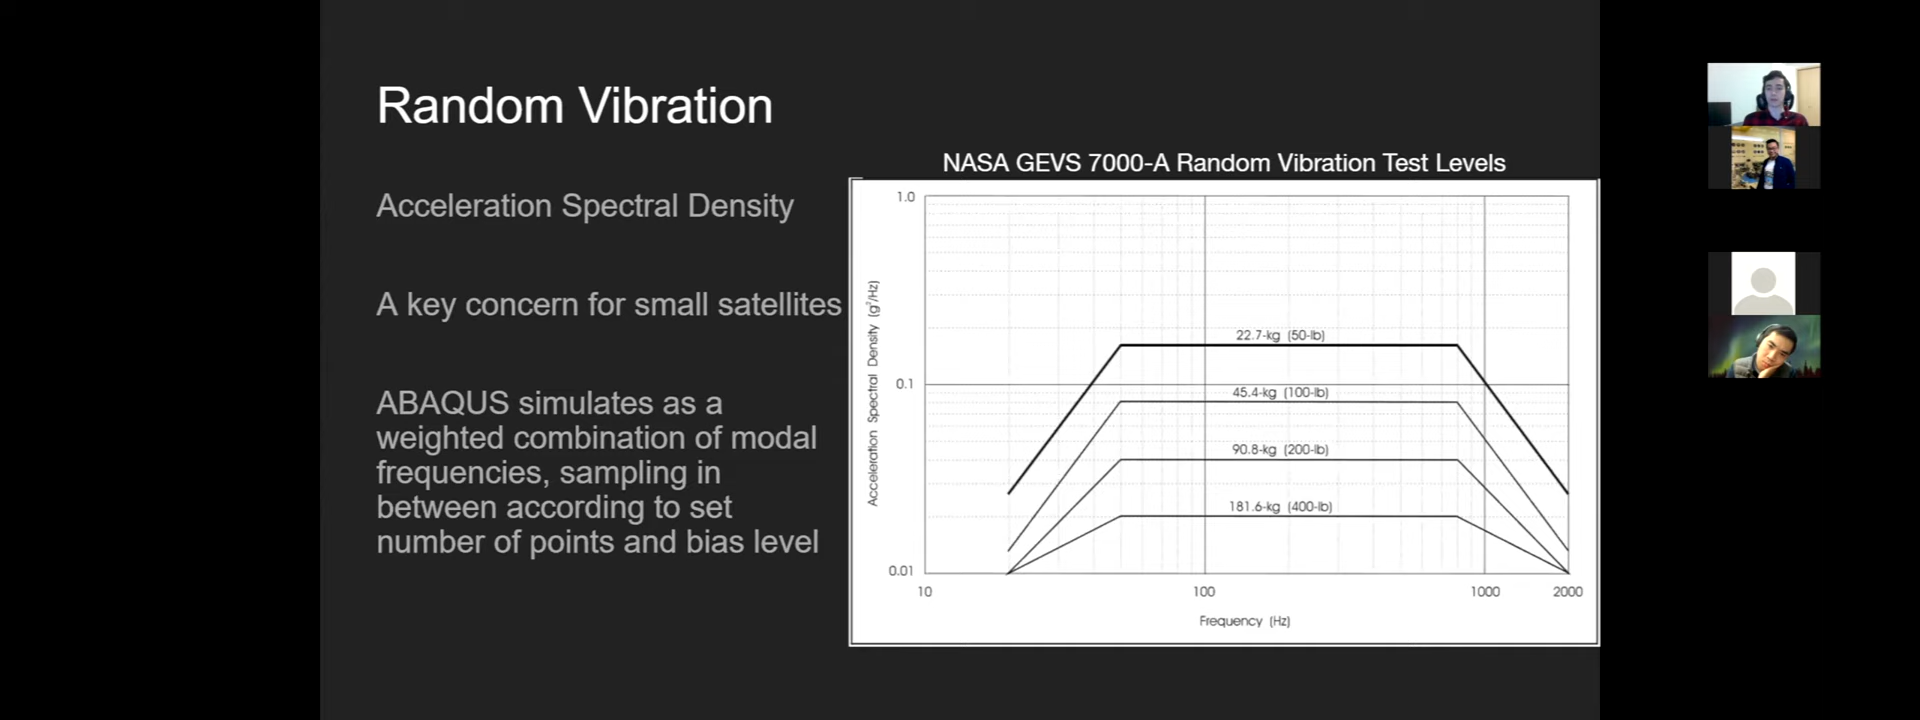 Random Vibration
Acceleration Spectral Density
A key concern for small satellites
ABAQUS simulates as a
weighted combination of modal
frequencies, sampling in
between according to set
number of points and bias level
NASA GEVS 7000-A Random Vibration Test Levels
Acceleration Spectral Density (g²/Hz)
1.0
0.1
0.01
22.7-kg (50-lb)
45.4-kg (100-lb)
90.8-kg (200-lb)
181.6-kg (400-lb)
10 100 1000 2000
Frequency (Hz)